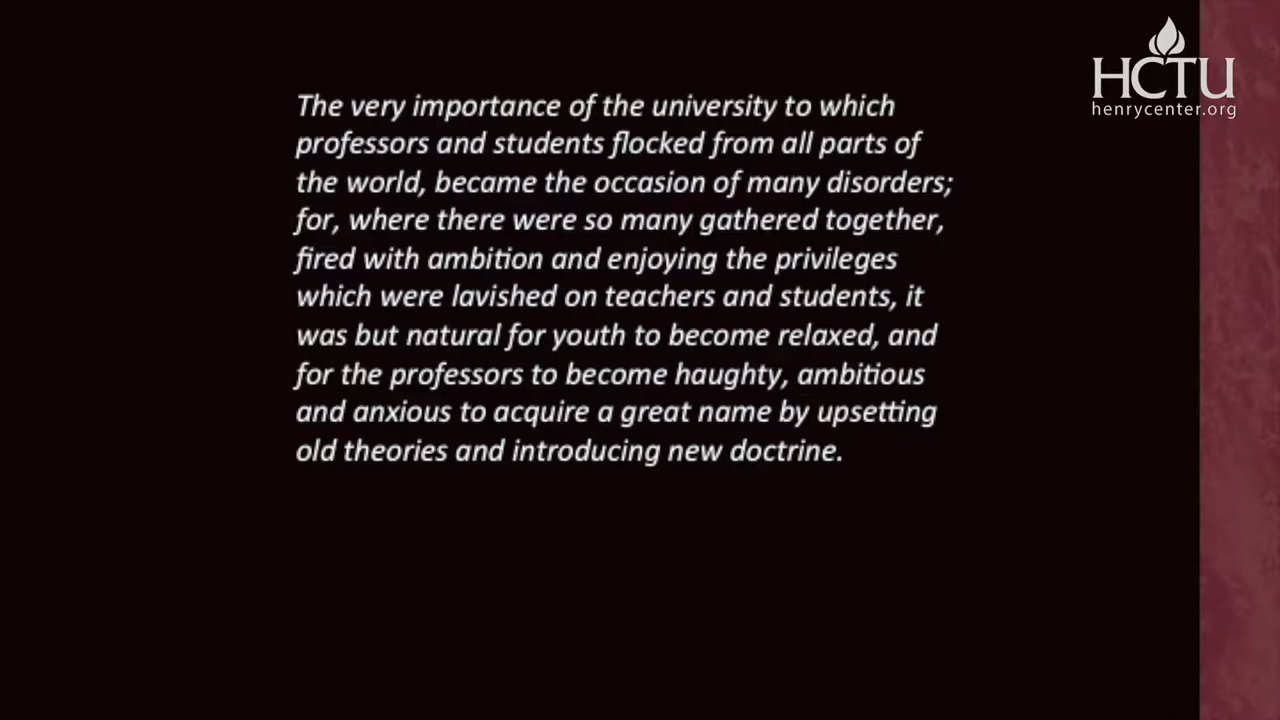 HCTU
henrycenter.org
The very importance of the university to which
professors and students flocked from all parts of
the world, became the occasion of many disorders;
for, where there were so many gathered together,
fired with ambition and enjoying the privileges
which were lavished on teachers and students, it
was but natural for youth to become relaxed, and
for the professors to become haughty, ambitious
and anxious to acquire a great name by upsetting
old theories and introducing new doctrine.